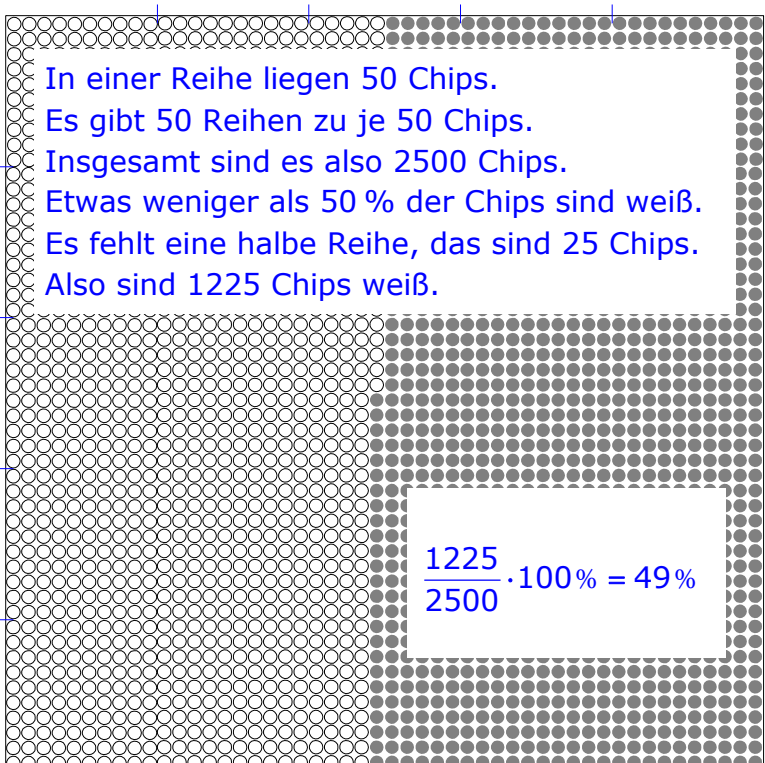 In einer Reihe liegen 50 Chips.
Es gibt 50 Reihen zu je 50 Chips.
Insgesamt sind es also 2500 Chips.
Etwas weniger als 50 % der Chips sind weiß.
Es fehlt eine halbe Reihe, das sind 25 Chips.
Also sind 1225 Chips weiß.
1225/2500 · 100 % = 49 %